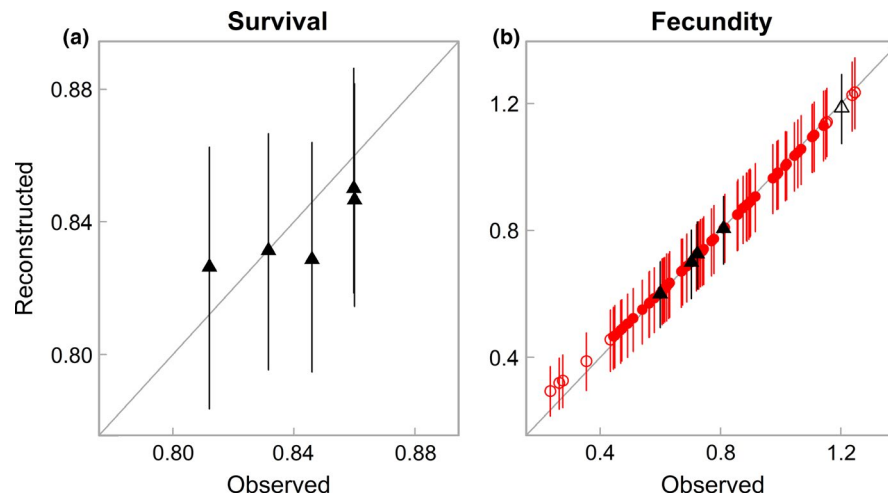 (a) Survival
(b) Fecundity
Reconstructed
0.88
0.84
0.80
0.80 0.84 0.88
Observed
1.2
0.8
0.4
0.4 0.8 1.2
Observed